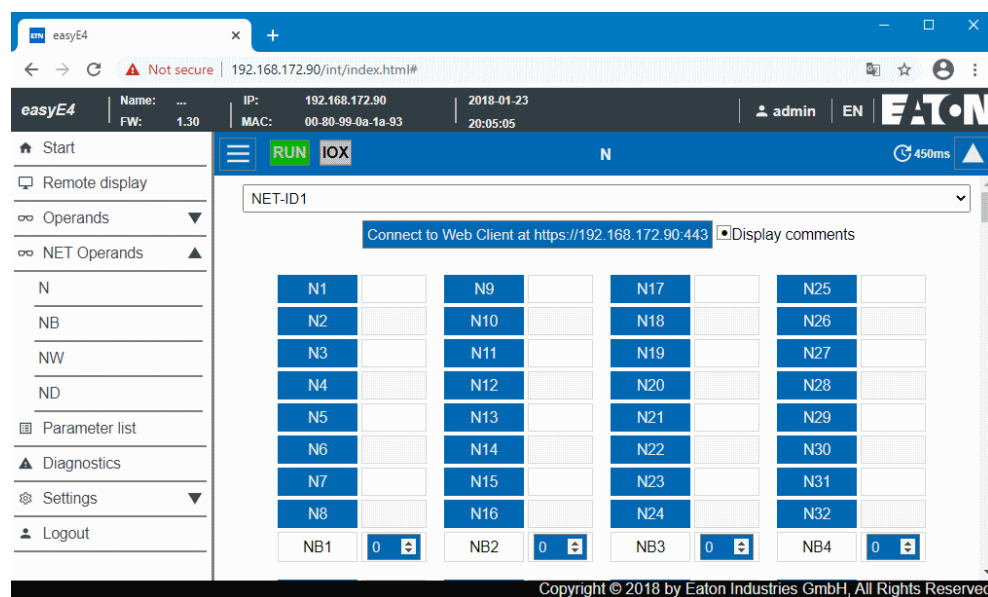 ETN easyE4
Not secure 192.168.172.90/int/index.html#
easyE4 Name: ... IP: 192.168.172.90 2018-01-23 admin EN EATON
FW: 1.30 MAC: 00-80-99-0a-1a-93 20:05:05
Start
RUN IOX N 450ms
Remote display
Operands
NET Operands
N
NB
NW
ND
Parameter list
Diagnostics
Settings
Logout
NET-ID1
Connect to Web Client at https://192.168.172.90:443 Display comments
N1 N9 N17 N25
N2 N10 N18 N26
N3 N11 N19 N27
N4 N12 N20 N28
N5 N13 N21 N29
N6 N14 N22 N30
N7 N15 N23 N31
N8 N16 N24 N32
NB1 0 NB2 0 NB3 0 NB4 0
Copyright © 2018 by Eaton Industries GmbH, All Rights Reserved